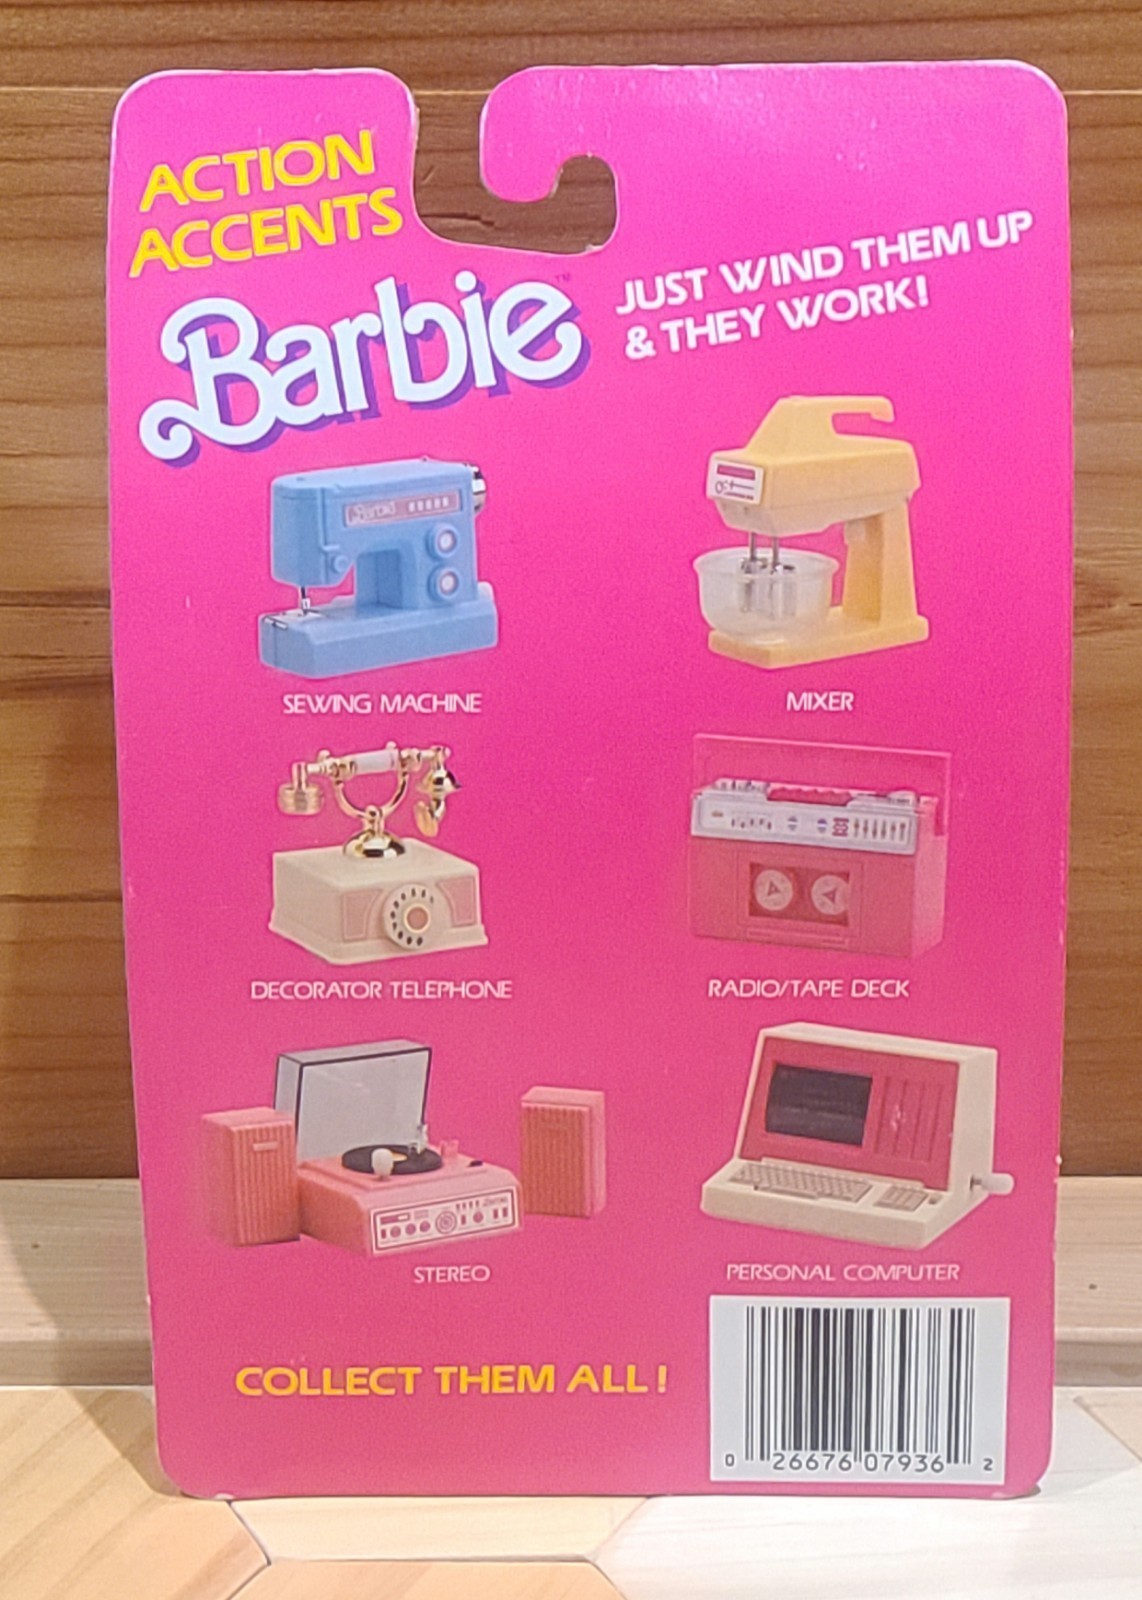 ACTION
ACCENTS
Barbie™
JUST WIND THEM UP
& THEY WORK!
Barbie
SEWING MACHINE
MIXER
DECORATOR TELEPHONE
RADIO/TAPE DECK
STEREO
PERSONAL COMPUTER
COLLECT THEM ALL!
0 26676 07936 2